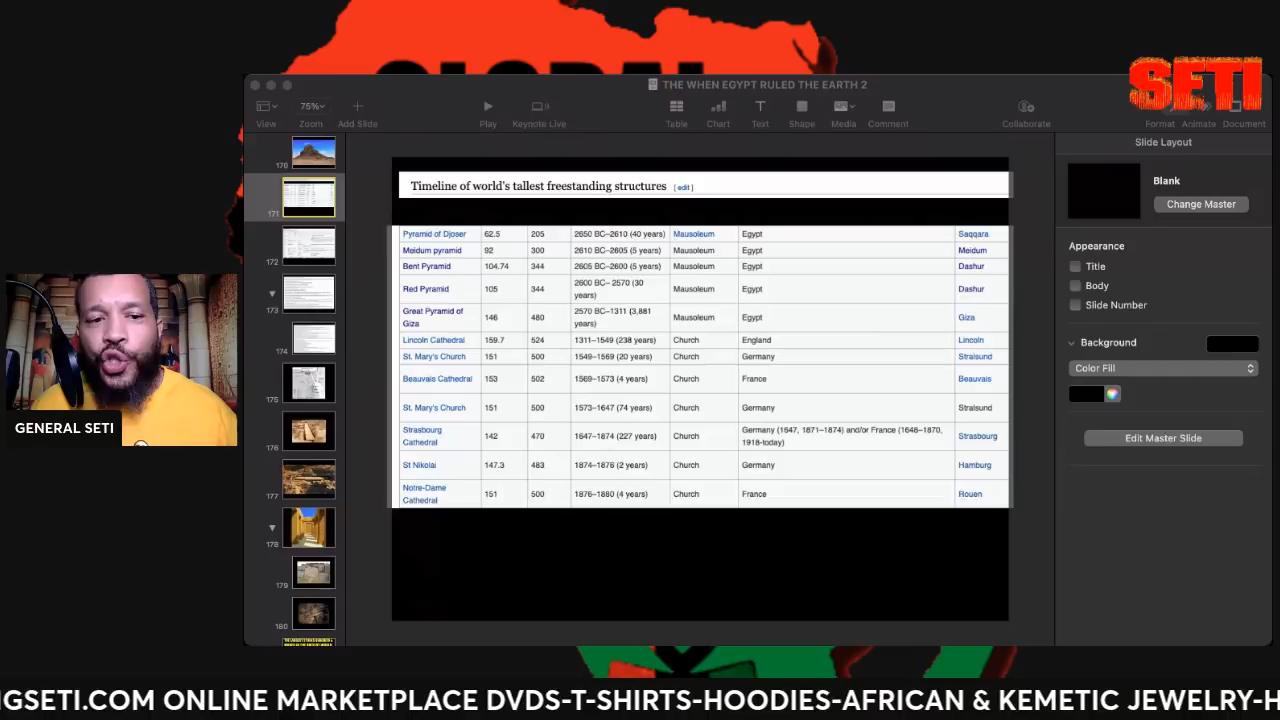 SETI
THE WHEN EGYPT RULED THE EARTH 2
75%
View Zoom Add Slide Play Keynote Live Table Chart Text Shape Media Comment Collaborate Format Animate Document
Slide Layout
Blank
Change Master
Appearance
Title
Body
Slide Number
Background
Color Fill
Edit Master Slide
170
171
172
173
174
175
176
177
178
179
180
Timeline of world's tallest freestanding structures [ edit ]
Pyramid of Djoser 62.5 205 2650 BC–2610 (40 years) Mausoleum Egypt Saqqara
Meidum pyramid 92 300 2610 BC–2605 (5 years) Mausoleum Egypt Meidum
Bent Pyramid 104.74 344 2605 BC–2600 (5 years) Mausoleum Egypt Dashur
Red Pyramid 105 344 2600 BC– 2570 (30
years) Mausoleum Egypt Dashur
Great Pyramid of
Giza 146 480 2570 BC–1311 (3,881
years) Mausoleum Egypt Giza
Lincoln Cathedral 159.7 524 1311–1549 (238 years) Church England Lincoln
St. Mary's Church 151 500 1549–1569 (20 years) Church Germany Stralsund
Beauvais Cathedral 153 502 1569–1573 (4 years) Church France Beauvais
St. Mary's Church 151 500 1573–1647 (74 years) Church Germany Stralsund
Strasbourg
Cathedral 142 470 1647–1874 (227 years) Church Germany (1647, 1871–1874) and/or France (1648–1870,
1918-today) Strasbourg
St Nikolai 147.3 483 1874–1876 (2 years) Church Germany Hamburg
Notre-Dame
Cathedral 151 500 1876–1880 (4 years) Church France Rouen
GENERAL SETI
GSETI.COM ONLINE MARKETPLACE DVDS-T-SHIRTS-HOODIES-AFRICAN & KEMETIC JEWELRY-H